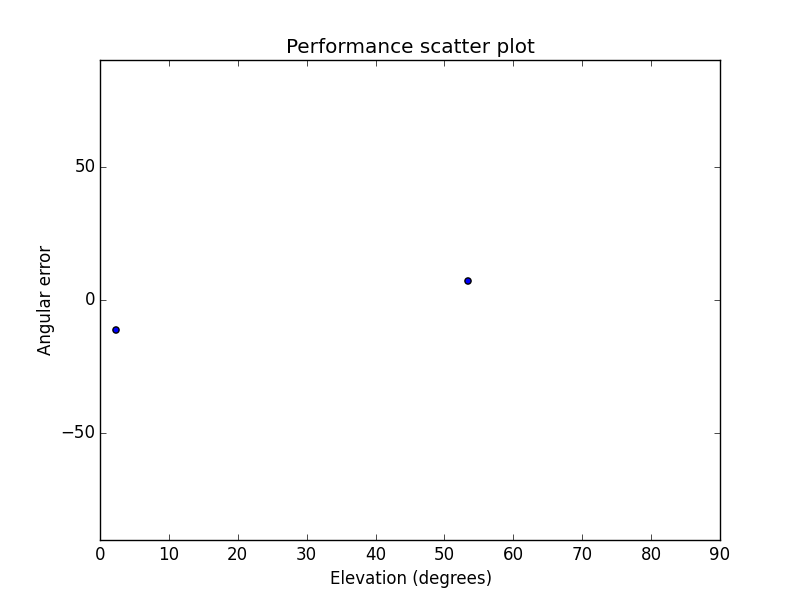 Performance scatter plot
50
0
−50
Angular error
0 10 20 30 40 50 60 70 80 90
Elevation (degrees)